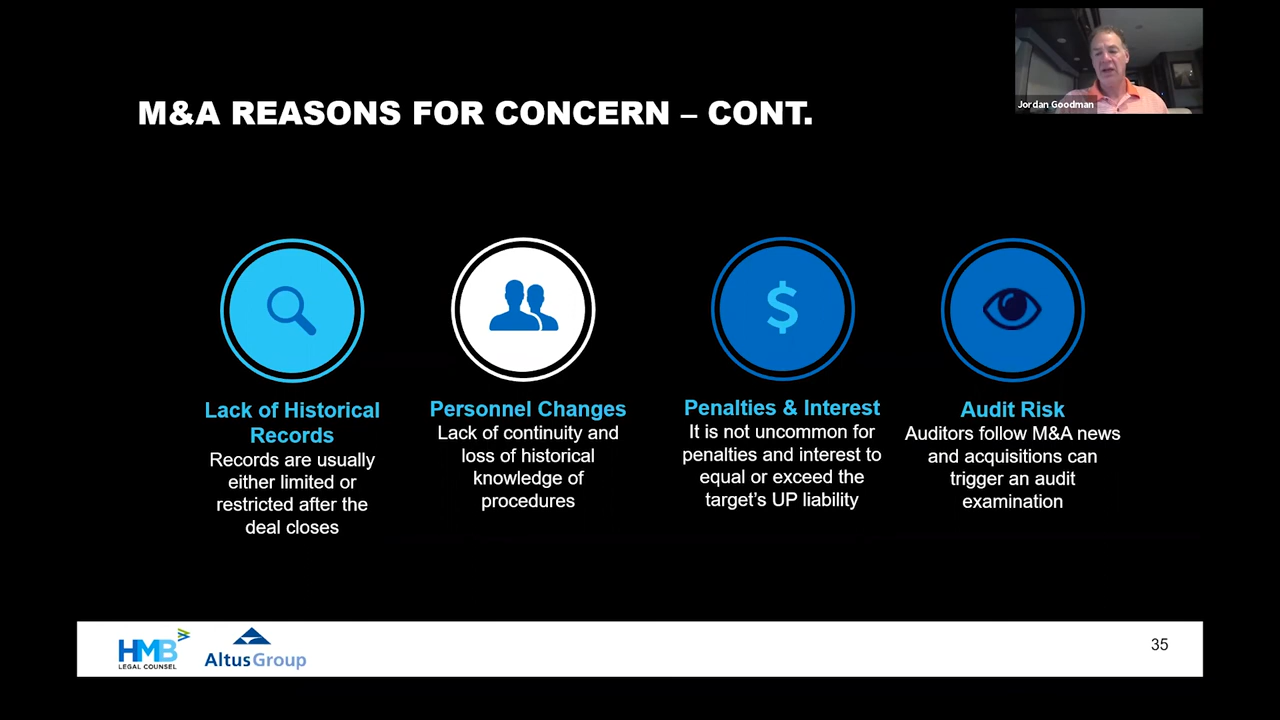 Jordan Goodman
M&A REASONS FOR CONCERN – CONT.
$
Lack of Historical
Records
Records are usually
either limited or
restricted after the
deal closes
Personnel Changes
Lack of continuity and
loss of historical
knowledge of
procedures
Penalties & Interest
It is not uncommon for
penalties and interest to
equal or exceed the
target's UP liability
Audit Risk
Auditors follow M&A news
and acquisitions can
trigger an audit
examination
HMB
LEGAL COUNSEL
AltusGroup
35